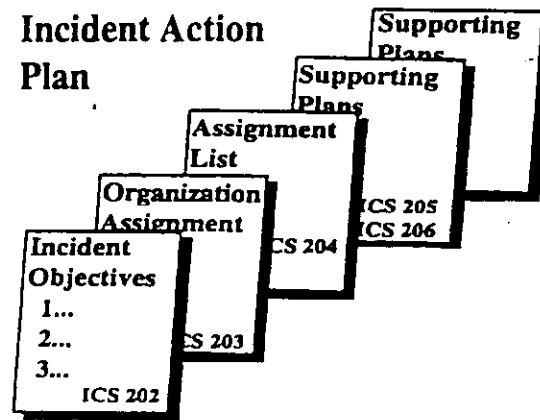 Incident Action
Plan
Supporting
Plans
Supporting
Plans
ICS 205
ICS 206
Assignment
List
CS 204
Organization
Assignment
CS 203
Incident
Objectives
1...
2...
3...
ICS 202